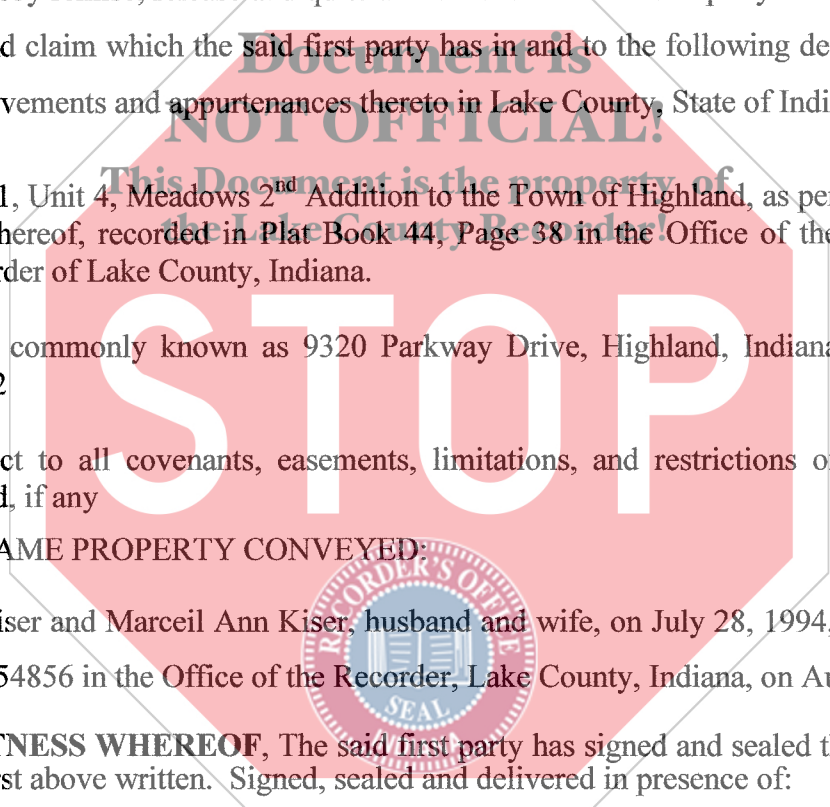 d claim which the said first party has in and to the following de
Document is
vements and appurtenances thereto in Lake County, State of Indi
NOT OFFICIAL!
This Document is the property of
1, Unit 4, Meadows 2nd Addition to the Town of Highland, as pe
the Lake County Recorder!
hereof, recorded in Plat Book 44, Page 38 in the Office of the
rder of Lake County, Indiana.
STOP
commonly known as 9320 Parkway Drive, Highland, Indiana
2
ct to all covenants, easements, limitations, and restrictions o
d, if any
AME PROPERTY CONVEYED:
RECORDER'S OFFICE
iser and Marceil Ann Kiser, husband and wife, on July 28, 1994,
54856 in the Office of the Recorder, Lake County, Indiana, on Au
SEAL
TNESS WHEREOF, The said first party has signed and sealed t
rst above written. Signed, sealed and delivered in presence of: